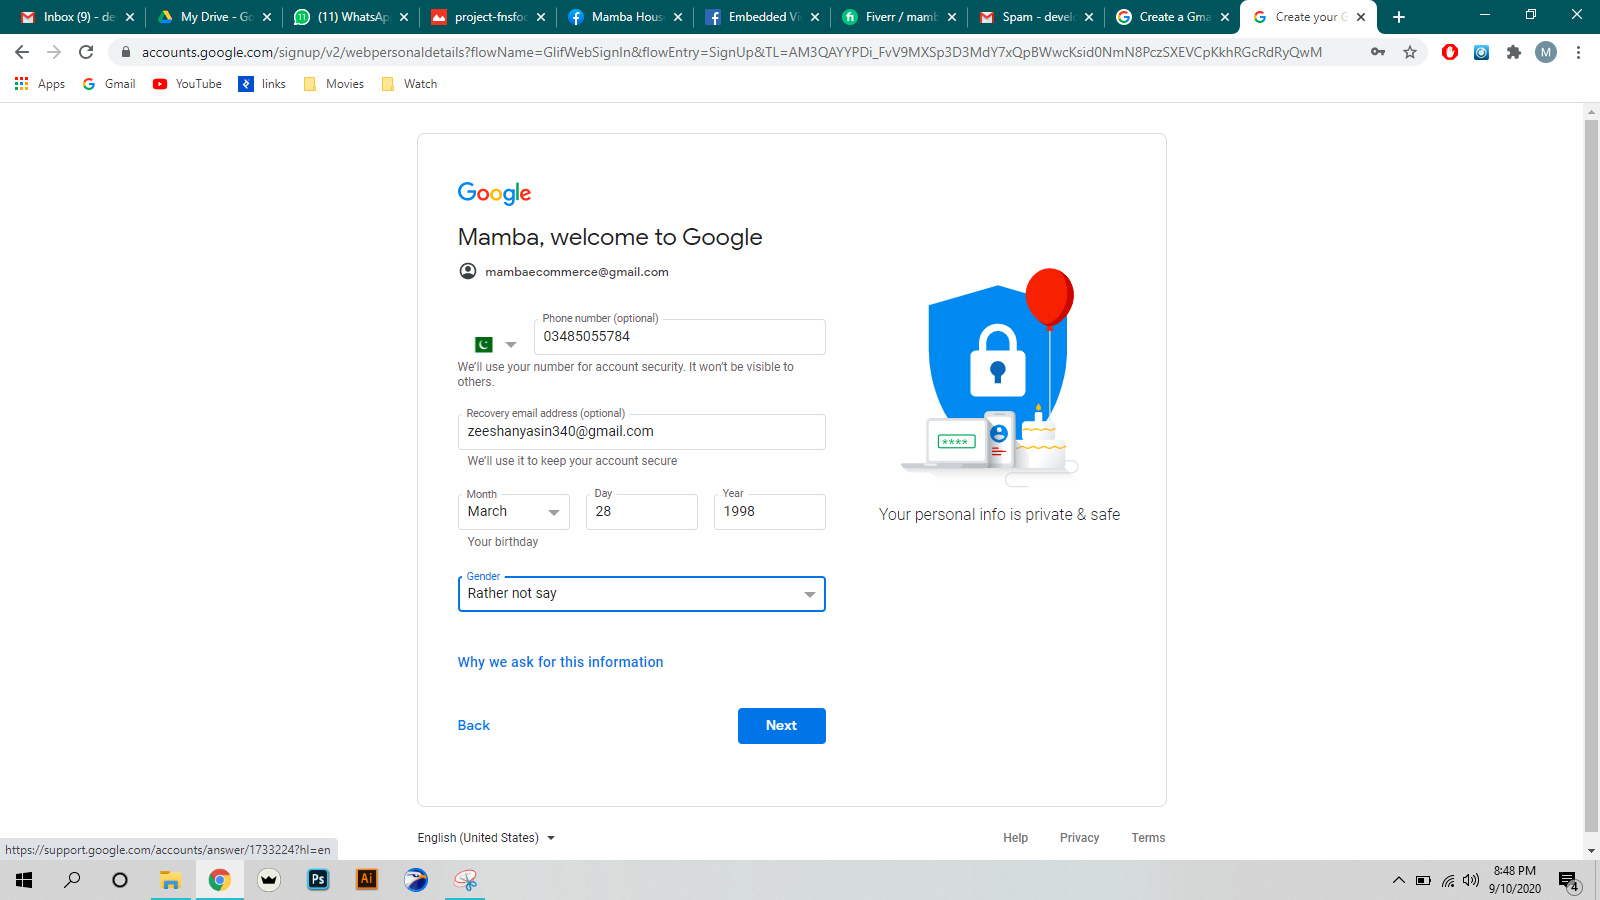 Inbox (9) - de
My Drive - Go
(11) WhatsAp
project-fnsfoc
Mamba Hous
Embedded Vi
Fiverr / mamb
Spam - develo
Create a Gma
Create your G
accounts.google.com/signup/v2/webpersonaldetails?flowName=GlifWebSignIn&flowEntry=SignUp&TL=AM3QAYYPDi_FvV9MXSp3D3MdY7xQpBWwcKsid0NmN8PczSXEVCpKkhRGcRdRyQwM
M
Apps
Gmail
YouTube
links
Movies
Watch
Google
Mamba, welcome to Google
mambaecommerce@gmail.com
Phone number (optional)
03485055784
We'll use your number for account security. It won't be visible to
others.
Recovery email address (optional)
zeeshanyasin340@gmail.com
We'll use it to keep your account secure
Month
March
Day
28
Year
1998
Your birthday
Gender
Rather not say
Why we ask for this information
Back
Next
****
Your personal info is private & safe
English (United States)
Help
Privacy
Terms
https://support.google.com/accounts/answer/1733224?hl=en
Ps
Ai
8:48 PM
9/10/2020
4